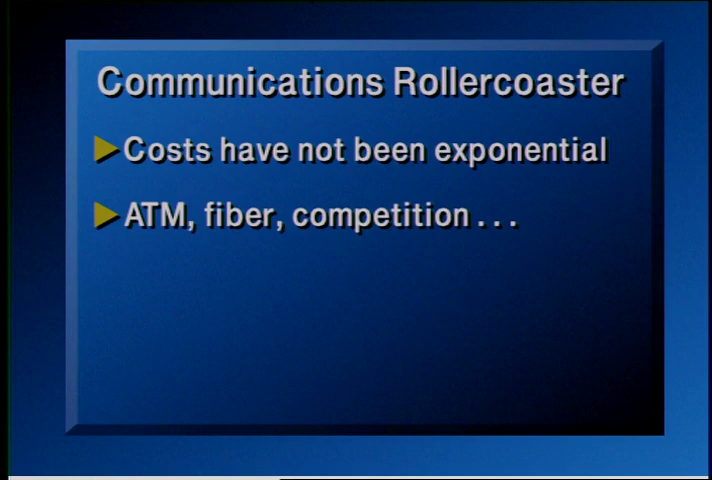 Communications Rollercoaster
Costs have not been exponential
ATM, fiber, competition . . .